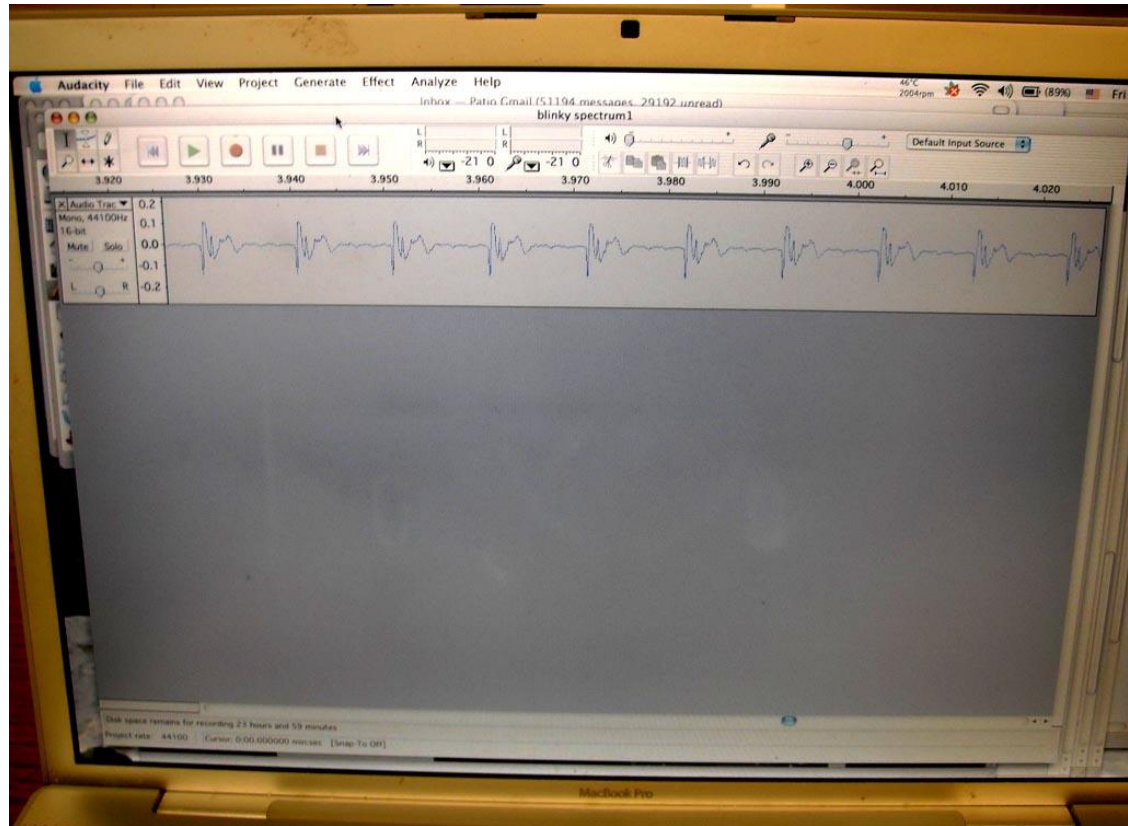 Audacity File Edit View Project Generate Effect Analyze Help
46°C
2004rpm
(89%)
Fri
Inbox — Patio Gmail (51194 messages, 29192 unread)
blinky spectrum1
L
R
-21 0
L
R
-21 0
Default Input Source
3.920 3.930 3.940 3.950 3.960 3.970 3.980 3.990 4.000 4.010 4.020
X Audio Trac
Mono, 44100Hz
16-bit
Mute Solo
- +
L R
0.2
0.1
0.0
-0.1
-0.2
Disk space remains for recording 23 hours and 59 minutes
Project rate: 44100 Cursor: 0:00.000000 min:sec [Snap-To Off]
MacBook Pro